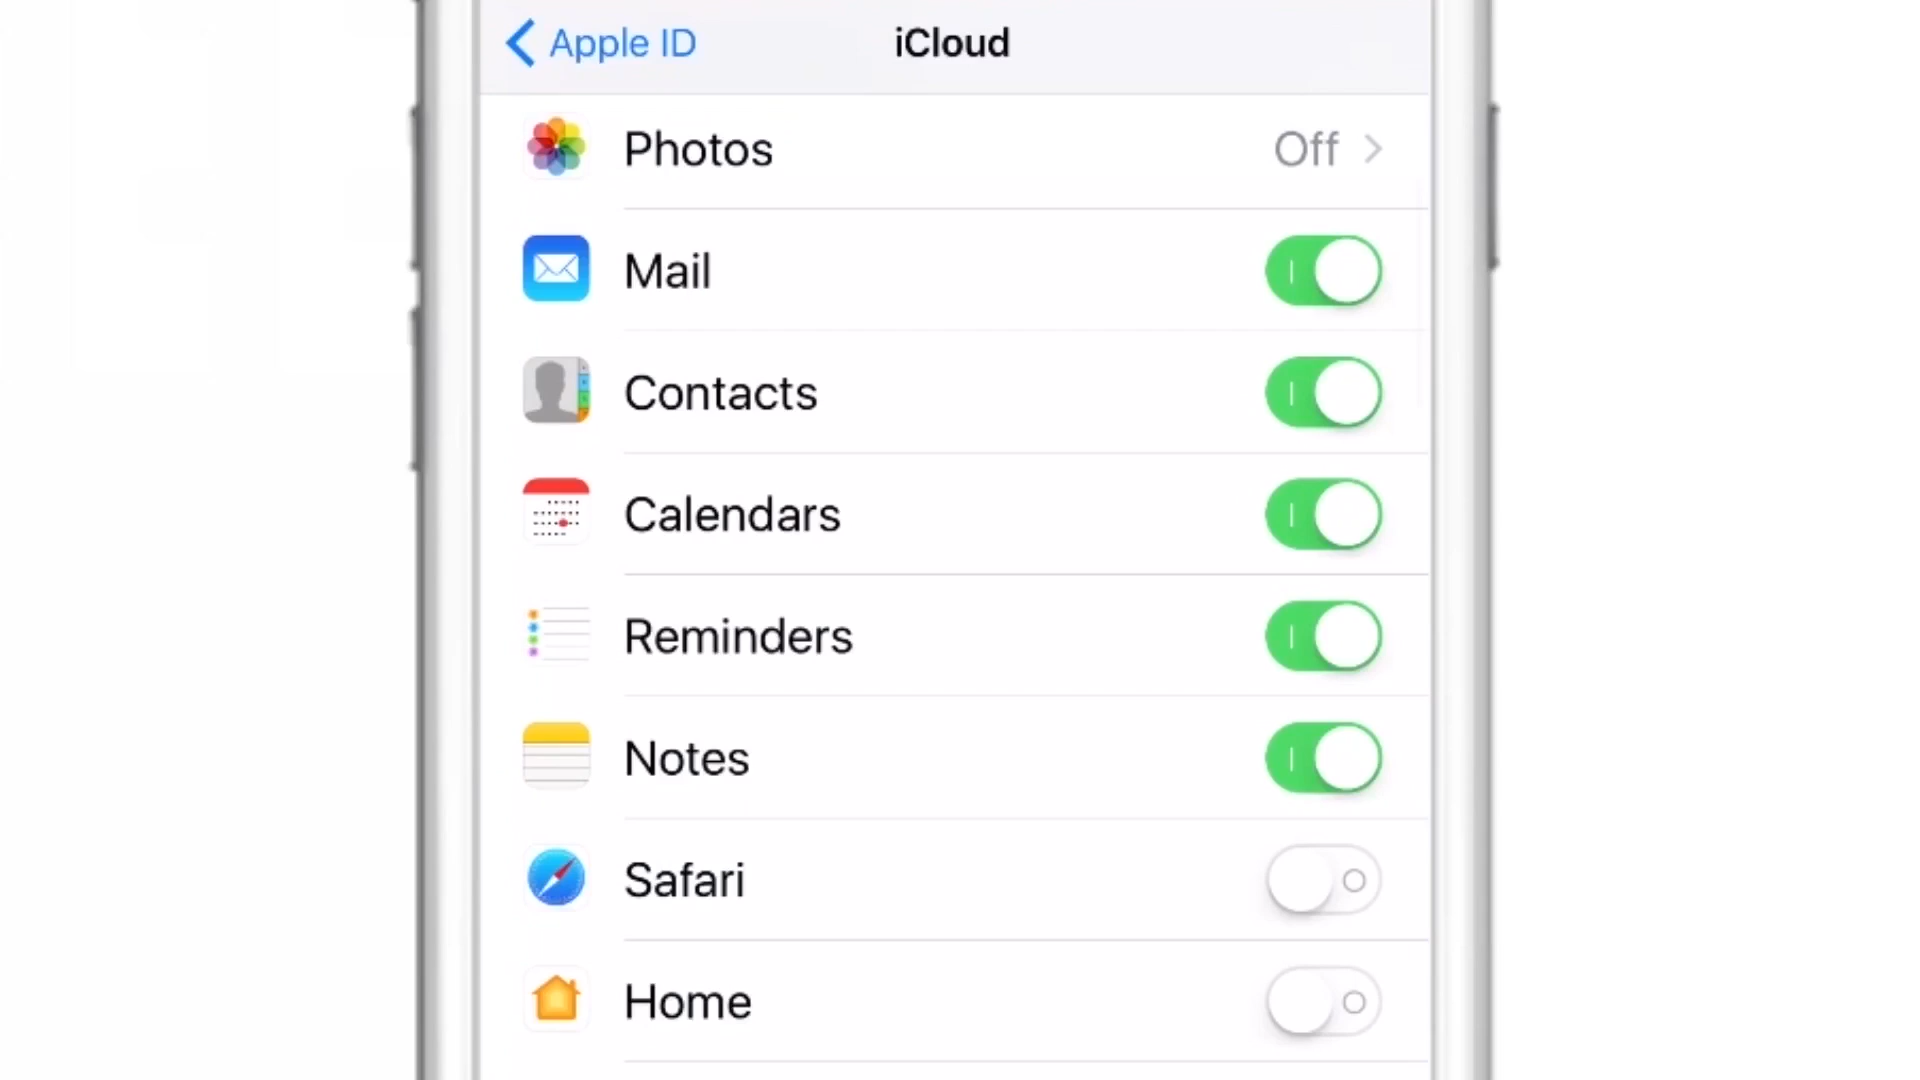 Apple ID iCloud
Photos Off
Mail
Contacts
Calendars
Reminders
Notes
Safari
Home